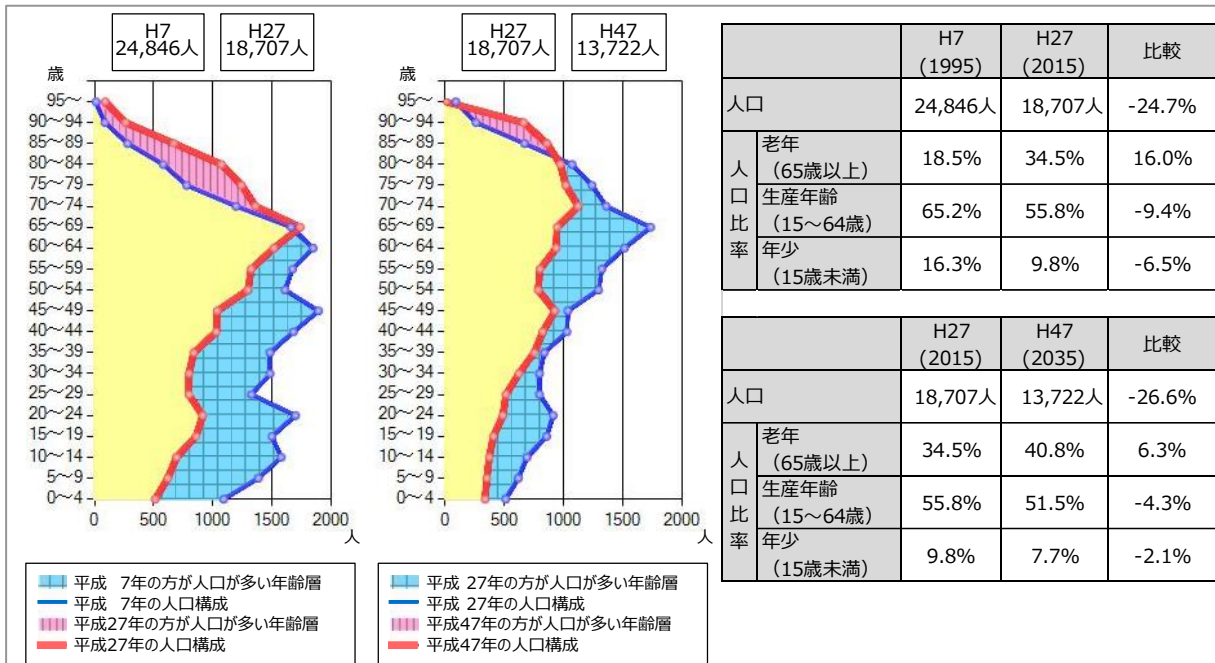 H7
24,846人
H27
18,707人
歳
95～
90～94
85～89
80～84
75～79
70～74
65～69
60～64
55～59
50～54
45～49
40～44
35～39
30～34
25～29
20～24
15～19
10～14
5～9
0～4
0 500 1000 1500 2000
人
平成 7年の方が人口が多い年齢層
平成 7年の人口構成
平成27年の方が人口が多い年齢層
平成27年の人口構成
H27
18,707人
H47
13,722人
歳
95～
90～94
85～89
80～84
75～79
70～74
65～69
60～64
55～59
50～54
45～49
40～44
35～39
30～34
25～29
20～24
15～19
10～14
5～9
0～4
0 500 1000 1500 2000
人
平成 27年の方が人口が多い年齢層
平成 27年の人口構成
平成47年の方が人口が多い年齢層
平成47年の人口構成
H7 H27 比較
(1995) (2015)
人口 24,846人 18,707人 -24.7%
人口比率
老年
（65歳以上） 18.5% 34.5% 16.0%
生産年齢
（15～64歳） 65.2% 55.8% -9.4%
年少
（15歳未満） 16.3% 9.8% -6.5%
H27 H47 比較
(2015) (2035)
人口 18,707人 13,722人 -26.6%
人口比率
老年
（65歳以上） 34.5% 40.8% 6.3%
生産年齢
（15～64歳） 55.8% 51.5% -4.3%
年少
（15歳未満） 9.8% 7.7% -2.1%